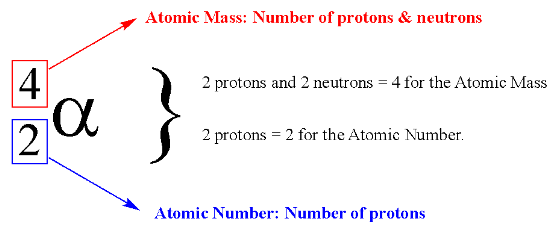 Atomic Mass: Number of protons & neutrons
4
2 protons and 2 neutrons = 4 for the Atomic Mass
α
2
2 protons = 2 for the Atomic Number.
Atomic Number: Number of protons